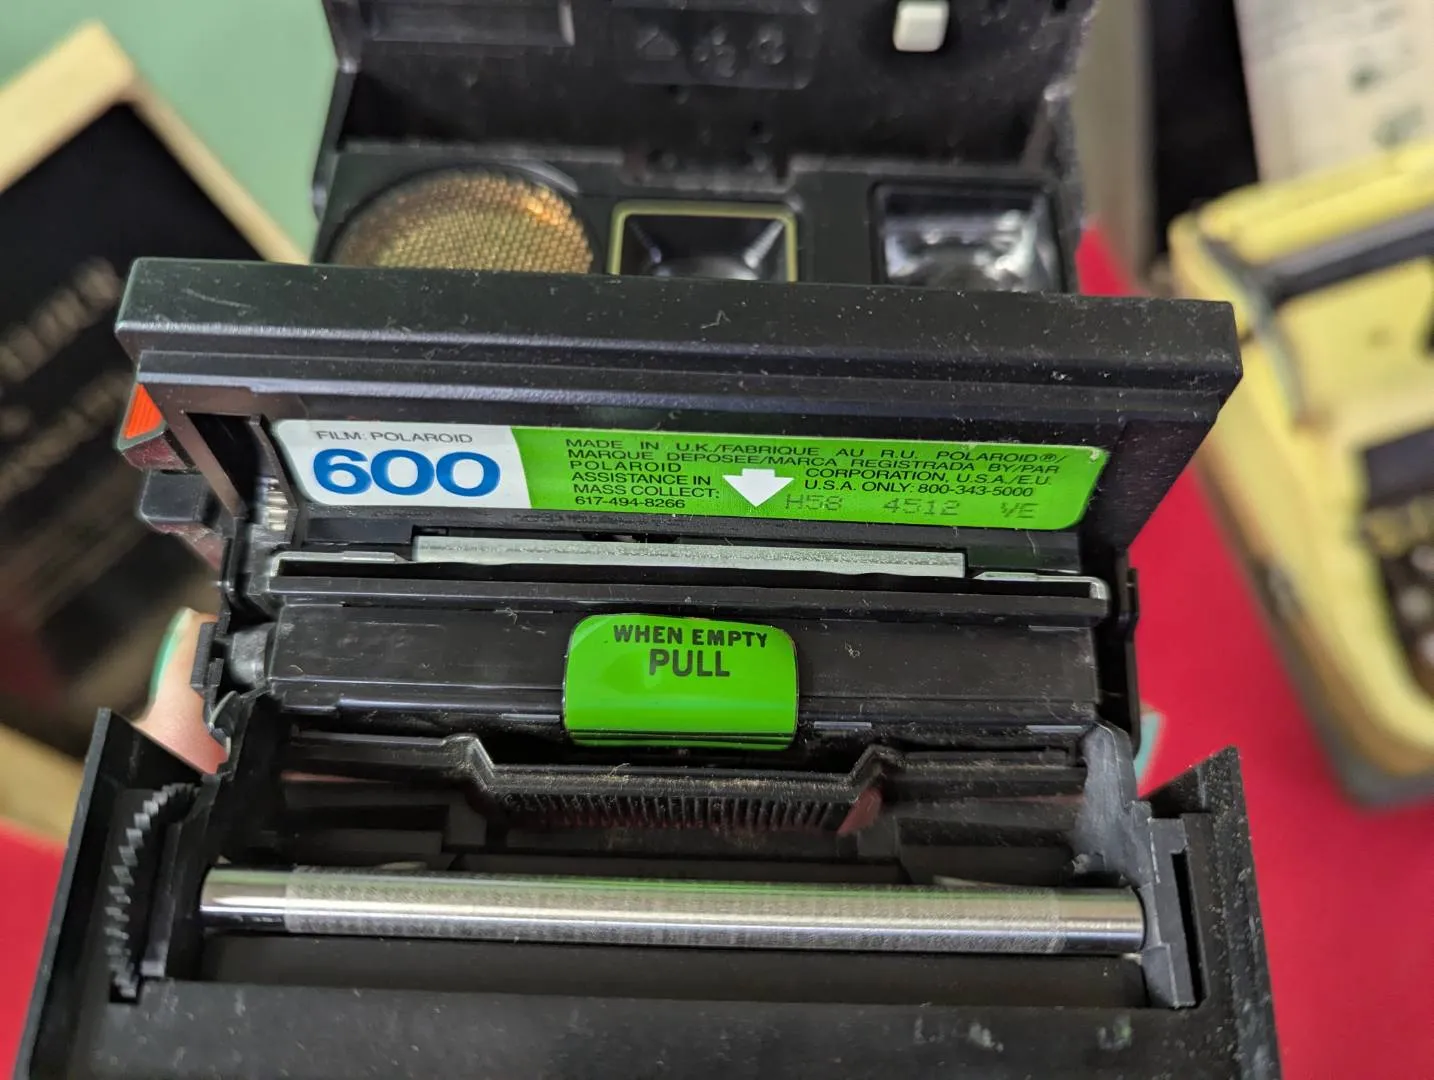 FILM: POLAROID
600
MADE IN U.K./FABRIQUE AU R.U. POLAROID®/
MARQUE DEPOSEE/MARCA REGISTRADA BY/PAR
POLAROID CORPORATION, U.S.A./E.U.
ASSISTANCE IN U.S.A. ONLY: 800-343-5000
MASS COLLECT:
617-494-8266
H58 4512 VE
WHEN EMPTY
PULL